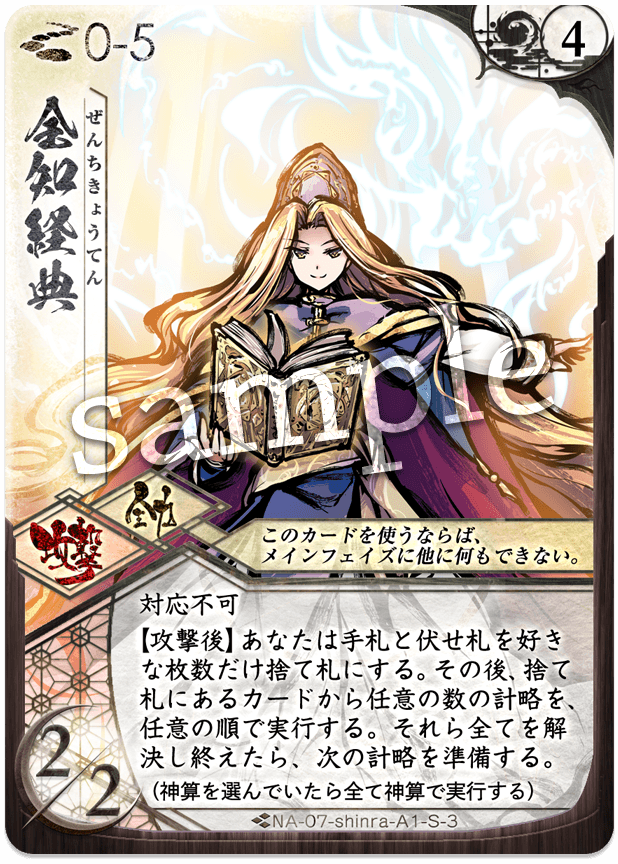 0-5
4
全知経典
ぜんちきょうてん
sample
攻撃
全力
このカードを使うならば、
メインフェイズに他に何もできない。
対応不可
【攻撃後】あなたは手札と伏せ札を好き
な枚数だけ捨て札にする。その後、捨て
札にあるカードから任意の数の計略を、
任意の順で実行する。それら全てを解
決し終えたら、次の計略を準備する。
（神算を選んでいたら全て神算で実行する）
2/2
NA-07-shinra-A1-S-3